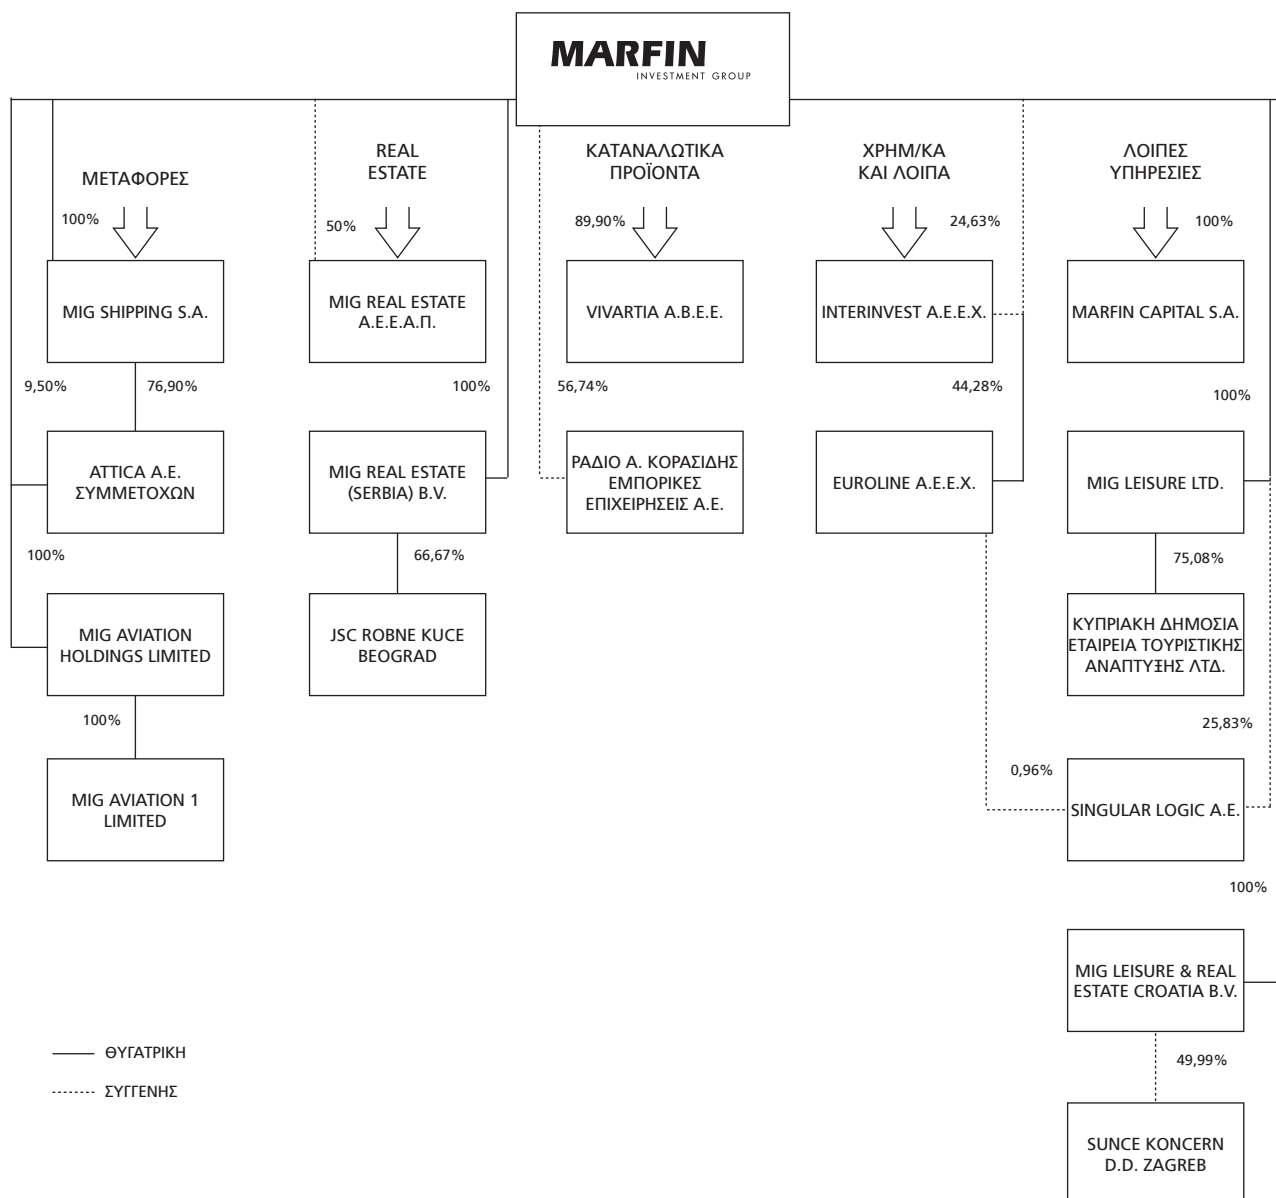 MARFIN
INVESTMENT GROUP
ΜΕΤΑΦΟΡΕΣ
REAL
ESTATE
ΚΑΤΑΝΑΛΩΤΙΚΑ
ΠΡΟΪΟΝΤΑ
ΧΡΗΜ/ΚΑ
ΚΑΙ ΛΟΙΠΑ
ΛΟΙΠΕΣ
ΥΠΗΡΕΣΙΕΣ
100%
50%
89,90%
24,63%
100%
MIG SHIPPING S.A.
MIG REAL ESTATE
Α.Ε.Ε.Α.Π.
VIVARTIA Α.Β.Ε.Ε.
INTERINVEST Α.Ε.Ε.Χ.
MARFIN CAPITAL S.A.
9,50%
76,90%
100%
56,74%
44,28%
100%
ATTICA Α.Ε.
ΣΥΜΜΕΤΟΧΩΝ
MIG REAL ESTATE
(SERBIA) B.V.
ΡΑΔΙΟ Α. ΚΟΡΑΣΙΔΗΣ
ΕΜΠΟΡΙΚΕΣ
ΕΠΙΧΕΙΡΗΣΕΙΣ Α.Ε.
EUROLINE Α.Ε.Ε.Χ.
MIG LEISURE LTD.
100%
66,67%
75,08%
MIG AVIATION
HOLDINGS LIMITED
JSC ROBNE KUCE
BEOGRAD
ΚΥΠΡΙΑΚΗ ΔΗΜΟΣΙΑ
ΕΤΑΙΡΕΙΑ ΤΟΥΡΙΣΤΙΚΗΣ
ΑΝΑΠΤΥΞΗΣ ΛΤΔ.
100%
25,83%
0,96%
MIG AVIATION 1
LIMITED
SINGULAR LOGIC Α.Ε.
100%
MIG LEISURE & REAL
ESTATE CROATIA B.V.
ΘΥΓΑΤΡΙΚΗ
49,99%
ΣΥΓΓΕΝΗΣ
SUNCE KONCERN
D.D. ZAGREB